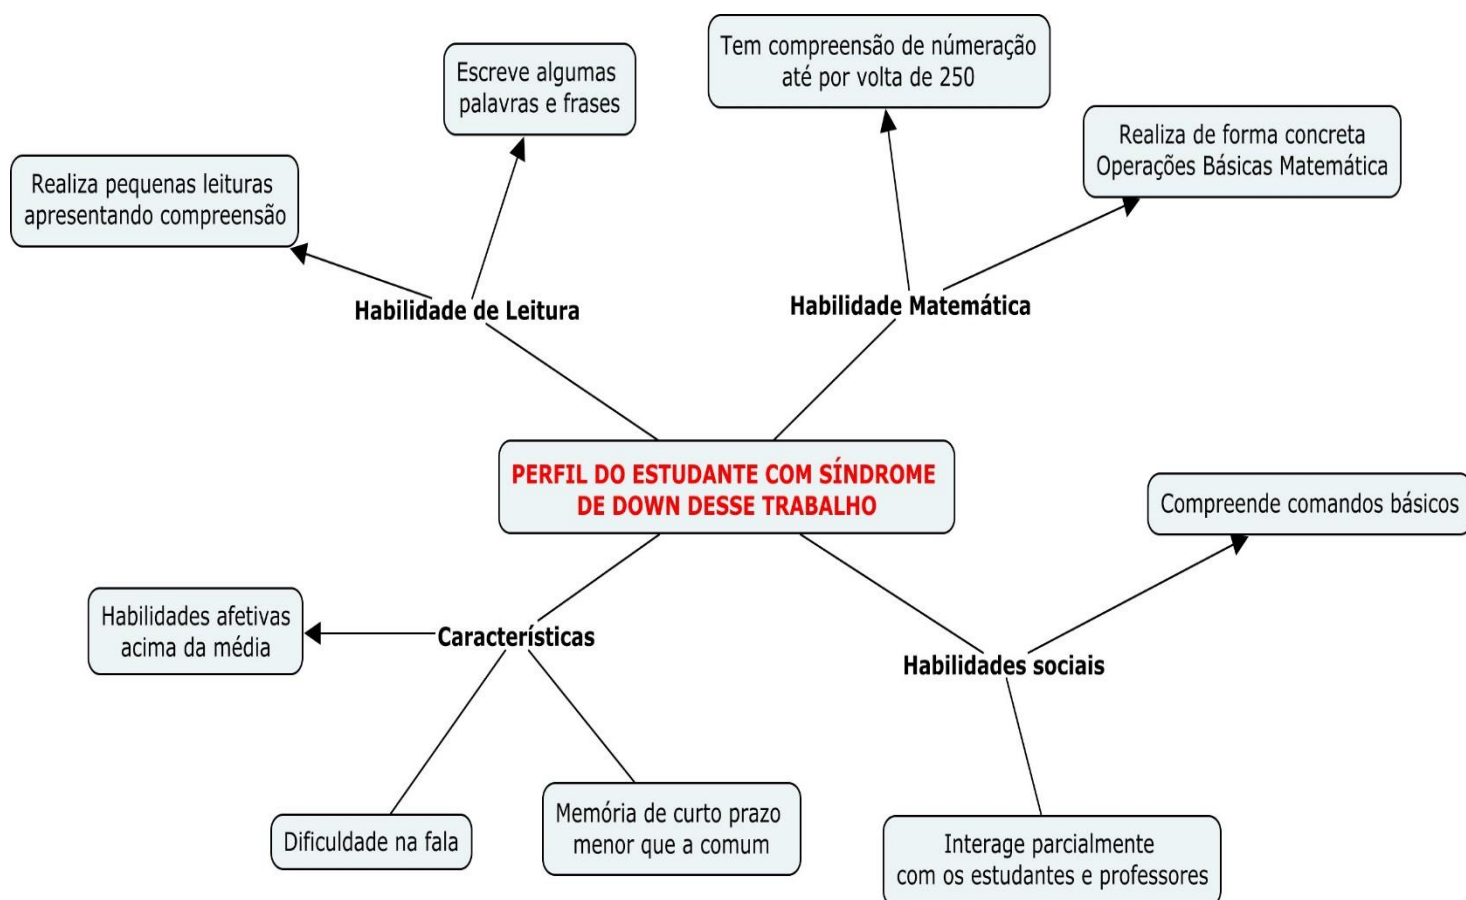 Tem compreensão de númeração
até por volta de 250
Escreve algumas
palavras e frases
Realiza de forma concreta
Operações Básicas Matemática
Realiza pequenas leituras
apresentando compreensão
Habilidade de Leitura
Habilidade Matemática
PERFIL DO ESTUDANTE COM SÍNDROME
DE DOWN DESSE TRABALHO
Compreende comandos básicos
Habilidades afetivas
acima da média
Características
Habilidades sociais
Dificuldade na fala
Memória de curto prazo
menor que a comum
Interage parcialmente
com os estudantes e professores